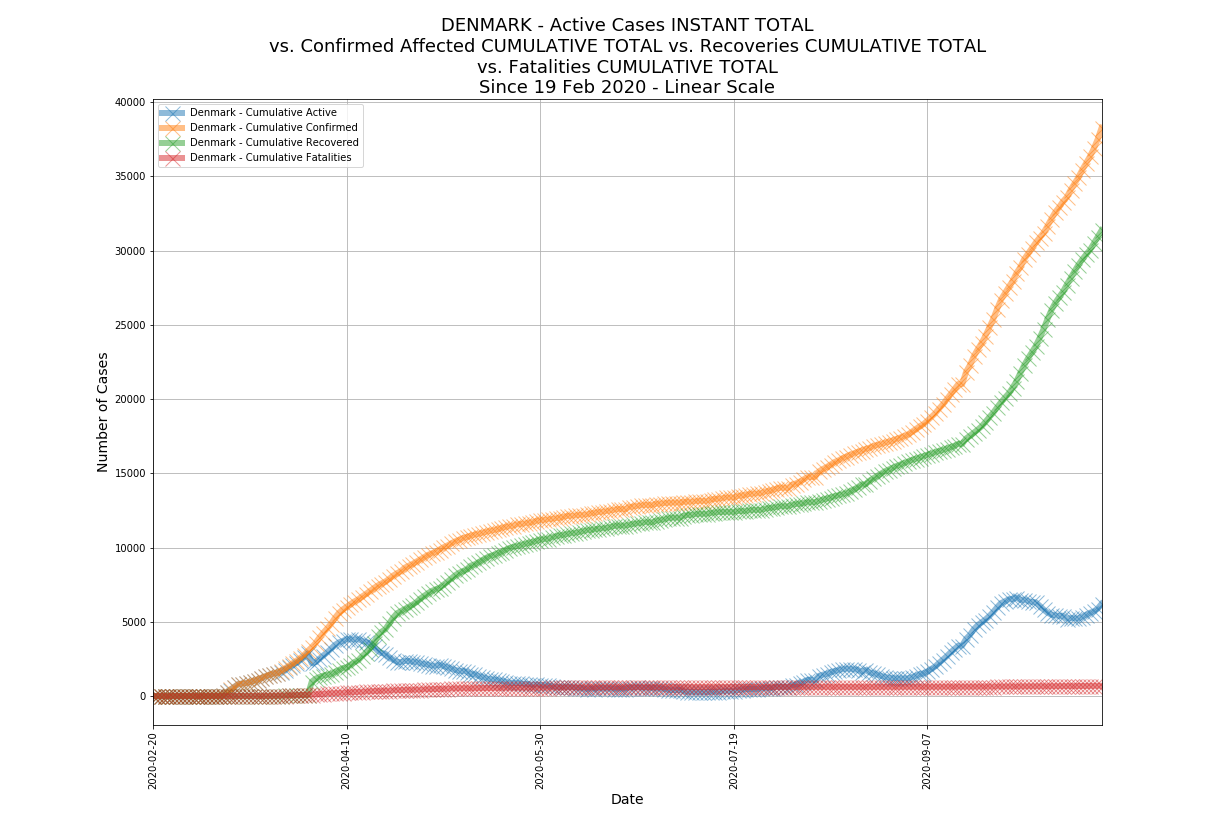 DENMARK - Active Cases INSTANT TOTAL
vs. Confirmed Affected CUMULATIVE TOTAL vs. Recoveries CUMULATIVE TOTAL
vs. Fatalities CUMULATIVE TOTAL
Since 19 Feb 2020 - Linear Scale
Denmark - Cumulative Active
Denmark - Cumulative Confirmed
Denmark - Cumulative Recovered
Denmark - Cumulative Fatalities
Number of Cases
40000
35000
30000
25000
20000
15000
10000
5000
0
2020-02-20
2020-04-10
2020-05-30
2020-07-19
2020-09-07
Date